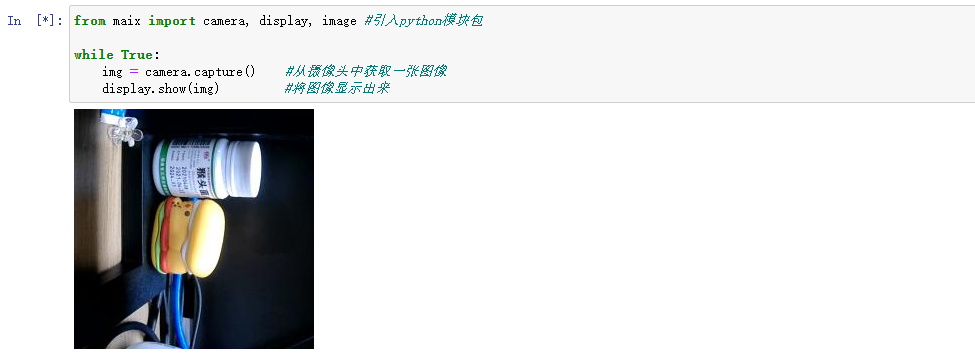 In [*]: from maix import camera, display, image #引入python模块包
while True:
img = camera.capture() #从摄像头中获取一张图像
display.show(img) #将图像显示出来
猴头